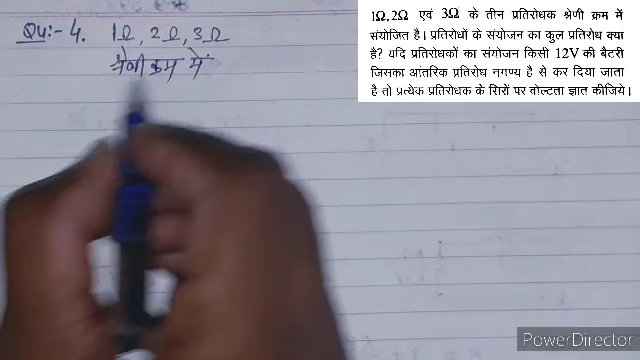 Qu:- 4. 1Ω, 2Ω, 3Ω
श्रेणीक्रम में
1Ω, 2Ω एवं 3Ω के तीन प्रतिरोधक श्रेणी क्रम में
संयोजित है। प्रतिरोधों के संयोजन का कुल प्रतिरोध क्या
है? यदि प्रतिरोधकों का संयोजन किसी 12V की बैटरी
जिसका आंतरिक प्रतिरोध नगण्य है से कर दिया जाता
है तो प्रत्येक प्रतिरोधक के सिरों पर वोल्टता ज्ञात कीजिये।
PowerDirector